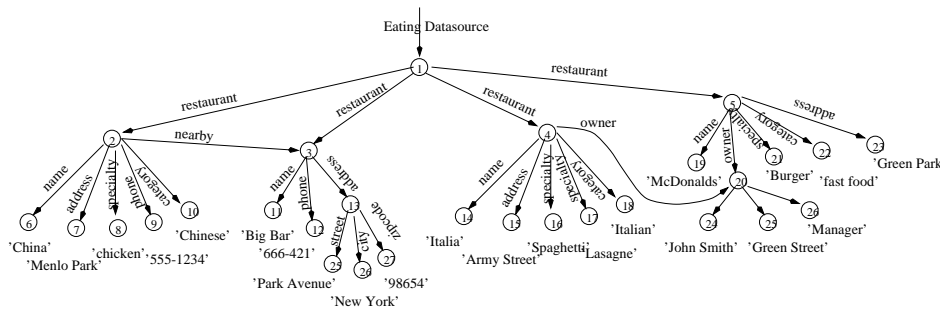 Eating Datasource
1
restaurant
restaurant
restaurant
restaurant
2
nearby
3
4
owner
5
name
address
specialty
phone
category
name
phone
address
name
address
specialty
specialty
category
name
owner
specialty
category
address
6
7
8
9
10
11
12
13
14
15
16
17
18
19
20
21
22
23
'China'
'Menlo Park'
'chicken'
'555-1234'
'Chinese'
'Big Bar'
'666-421'
street
city
zipcode
25
26
27
'Park Avenue'
'New York'
'98654'
'Italia'
'Army Street'
'Spaghetti'
'Lasagne'
'Italian'
'McDonalds'
'Burger'
'fast food'
'Green Park'
24
25
26
'John Smith'
'Green Street'
'Manager'